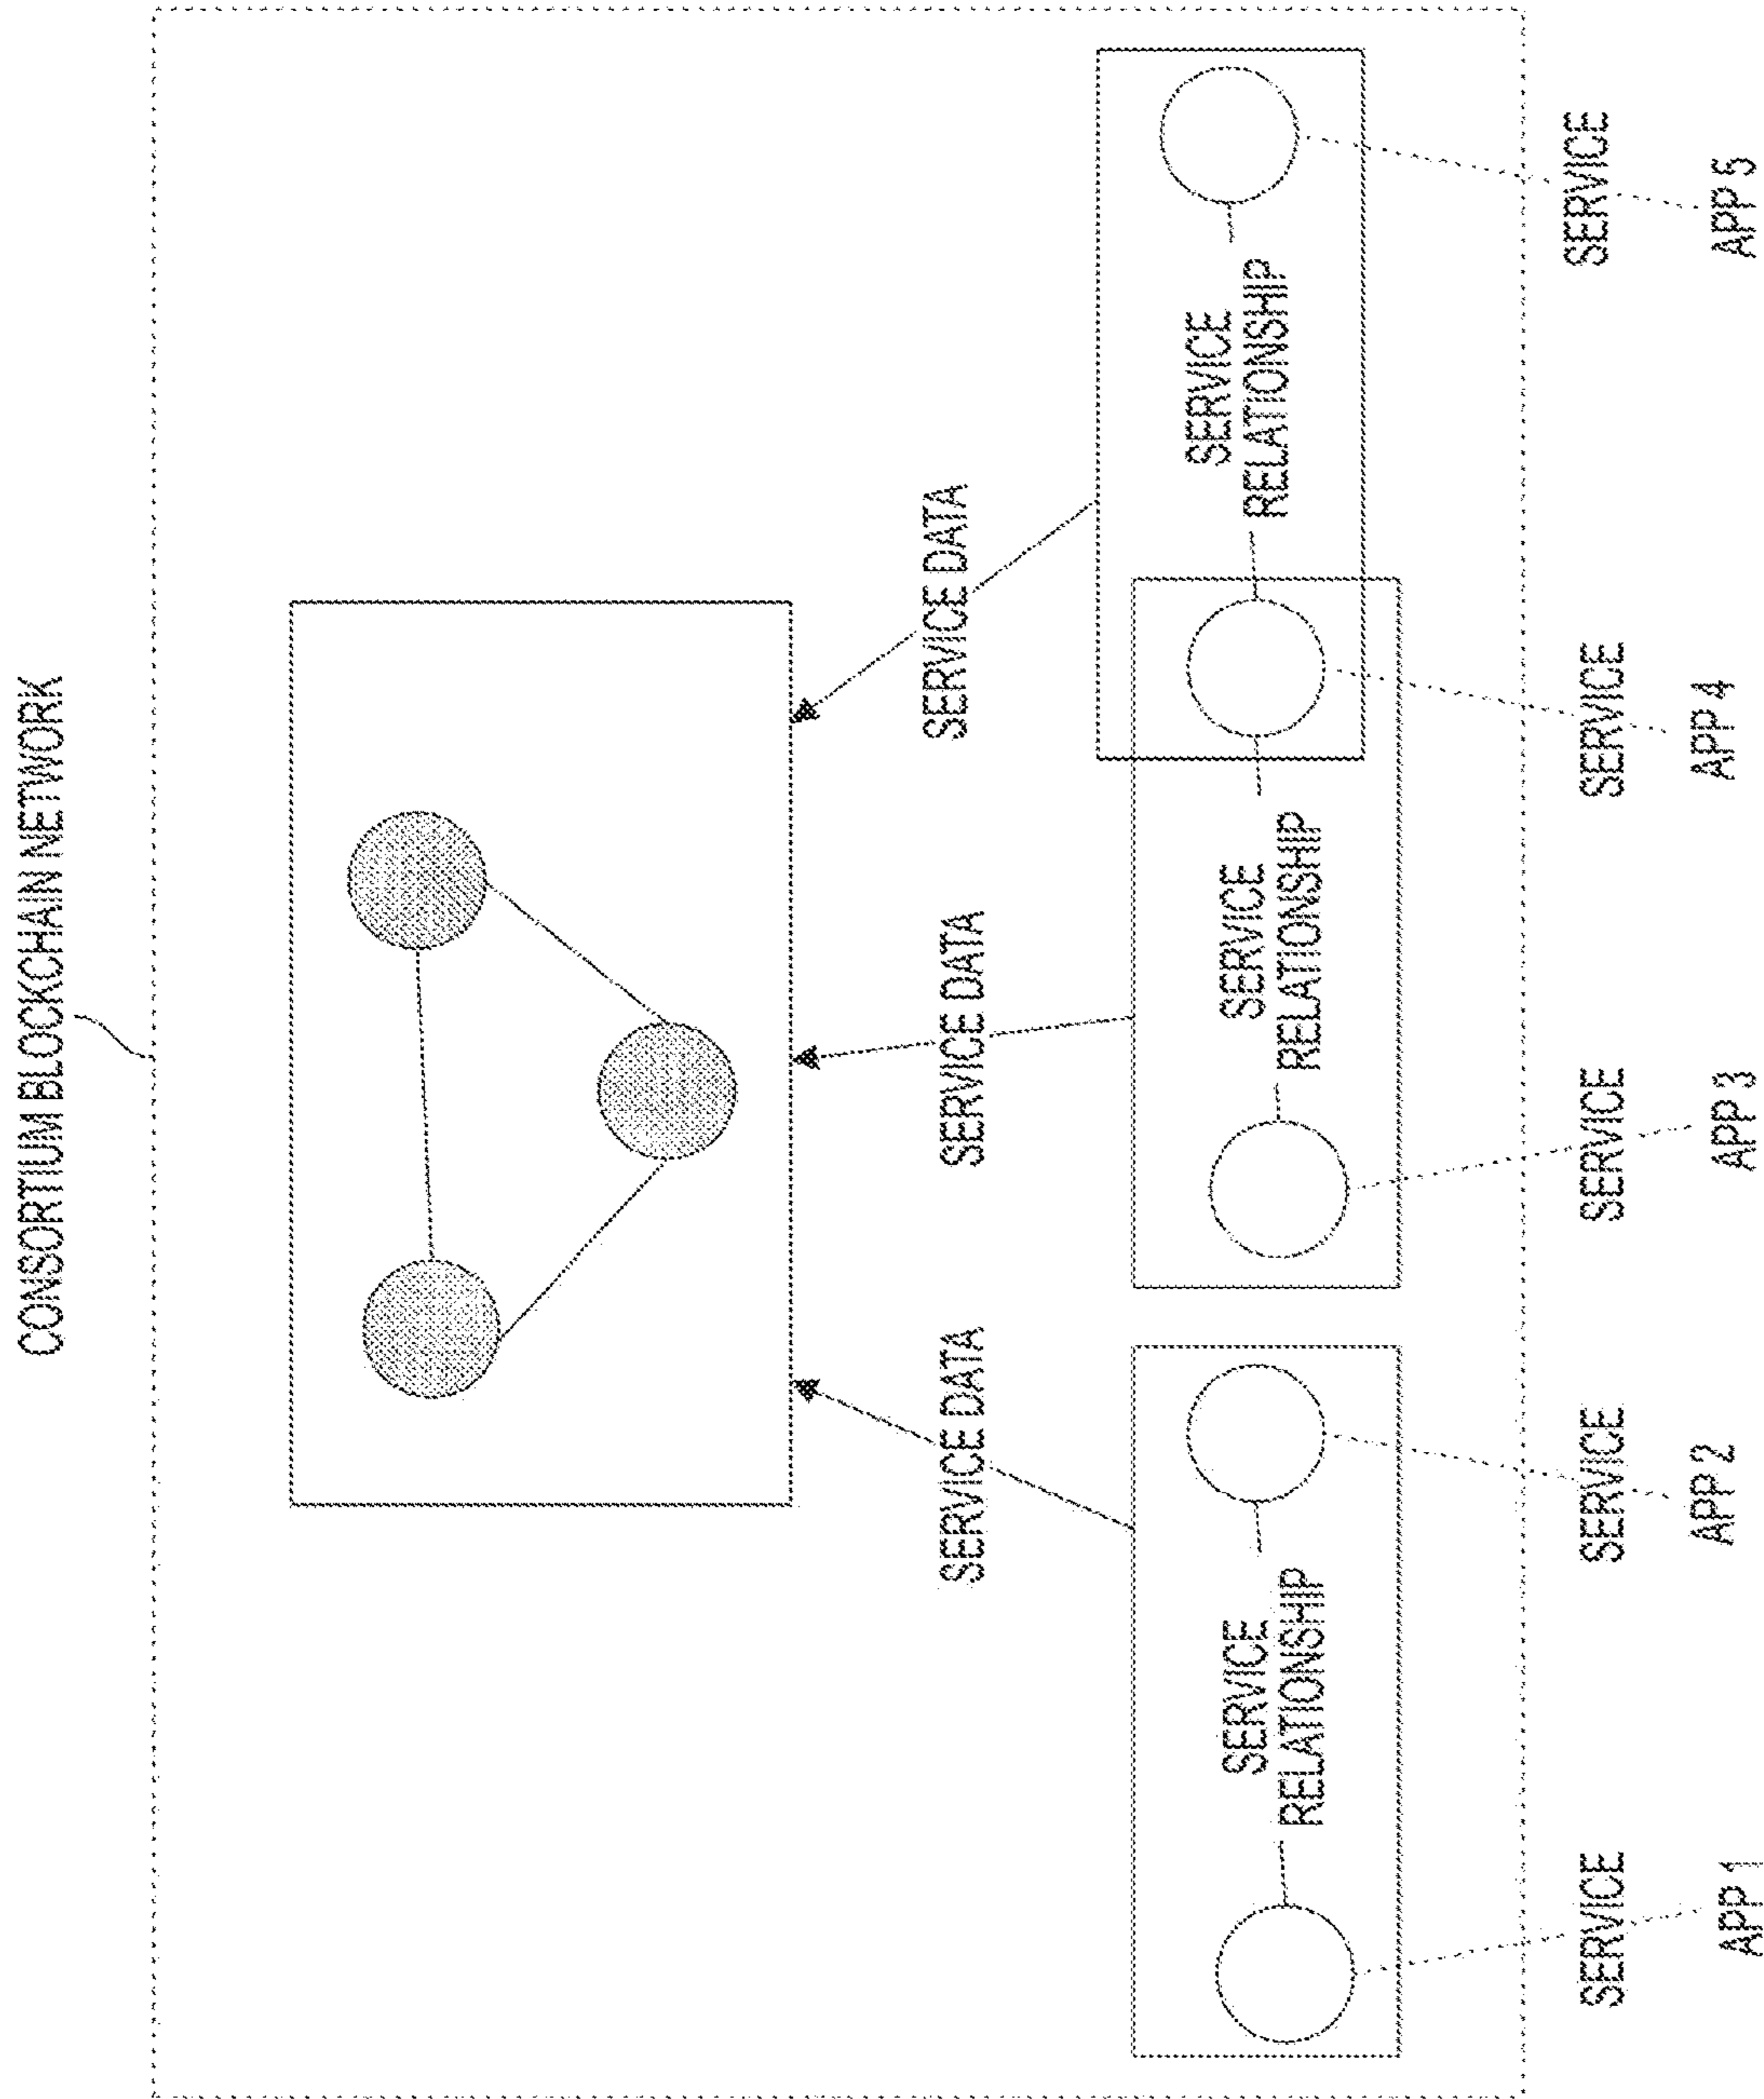 CONSORTIUM BLOCKCHAIN NETWORK
SERVICE DATA
SERVICE DATA
SERVICE DATA
SERVICE
RELATIONSHIP
SERVICE
RELATIONSHIP
SERVICE
RELATIONSHIP
SERVICE
SERVICE
SERVICE
SERVICE
SERVICE
APP 1
APP 2
APP 3
APP 4
APP 5